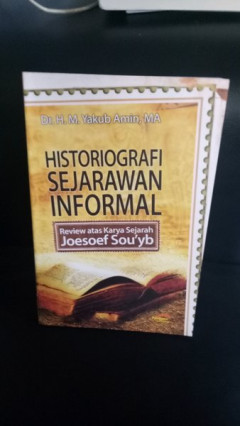 Dr. H. M. Yakub Amin, MA
HISTORIOGRAFI
SEJARAWAN
INFORMAL
Review atas Karya Sejarah
Joesoef Sou'yb